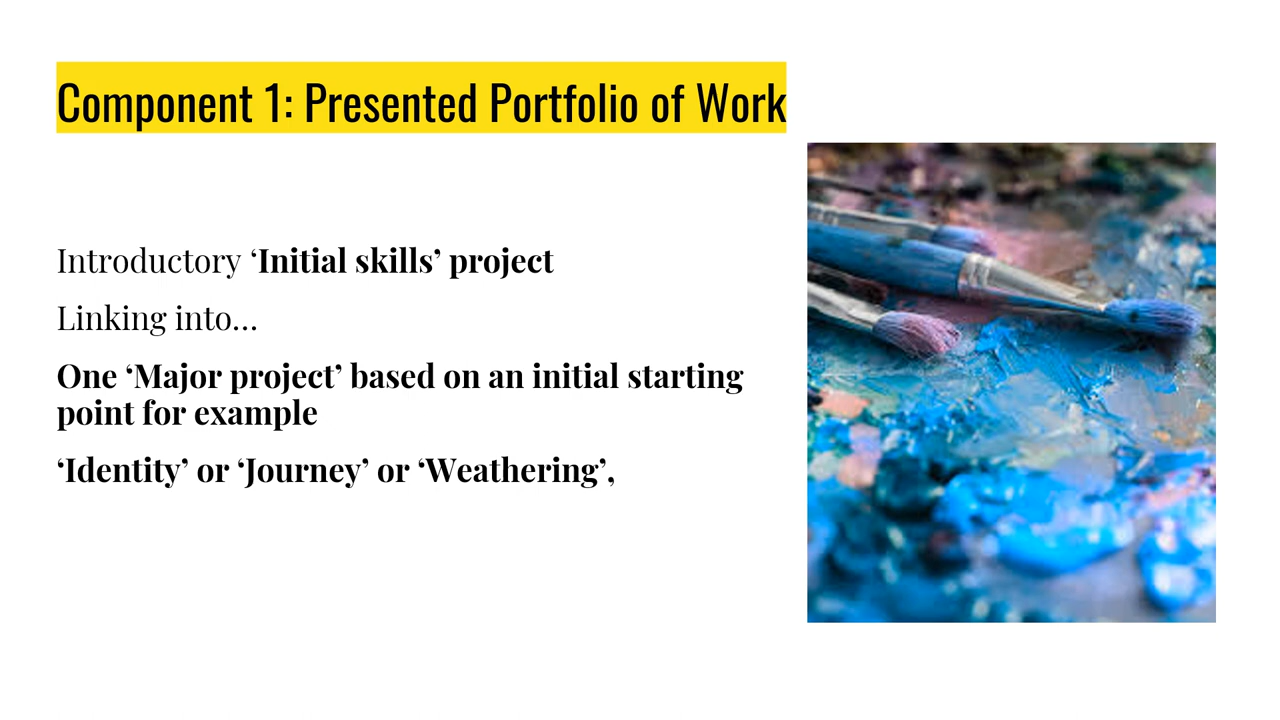 Component 1: Presented Portfolio of Work
Introductory ‘Initial skills’ project
Linking into…
One ‘Major project’ based on an initial starting
point for example
‘Identity’ or ‘Journey’ or ‘Weathering’,